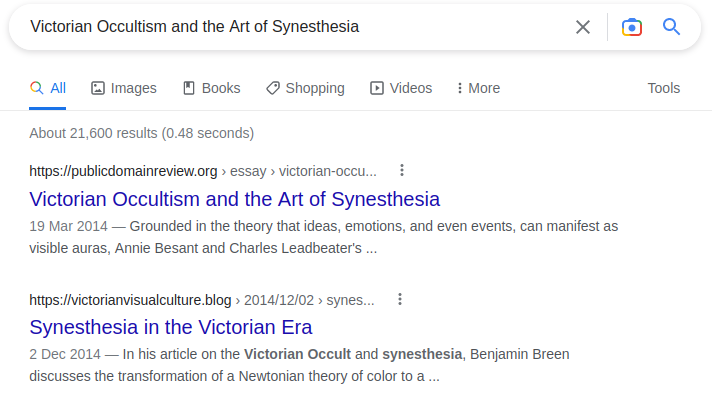 Victorian Occultism and the Art of Synesthesia
All Images Books Shopping Videos More Tools
About 21,600 results (0.48 seconds)
https://publicdomainreview.org › essay › victorian-occu...
Victorian Occultism and the Art of Synesthesia
19 Mar 2014 — Grounded in the theory that ideas, emotions, and even events, can manifest as
visible auras, Annie Besant and Charles Leadbeater's ...
https://victorianvisualculture.blog › 2014/12/02 › synes...
Synesthesia in the Victorian Era
2 Dec 2014 — In his article on the Victorian Occult and synesthesia, Benjamin Breen
discusses the transformation of a Newtonian theory of color to a ...